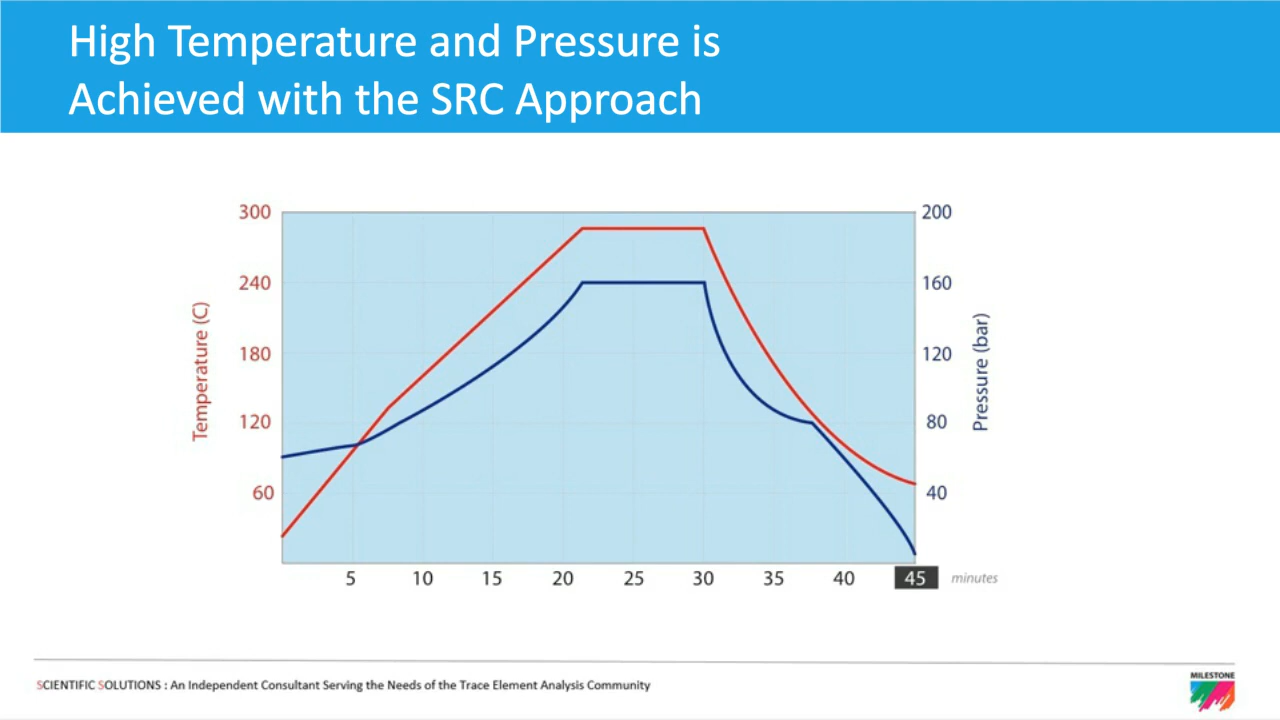 High Temperature and Pressure is
Achieved with the SRC Approach
300
240
180
120
60
Temperature (C)
200
160
120
80
40
Pressure (bar)
5 10 15 20 25 30 35 40 45 minutes
SCIENTIFIC SOLUTIONS : An Independent Consultant Serving the Needs of the Trace Element Analysis Community
MILESTONE